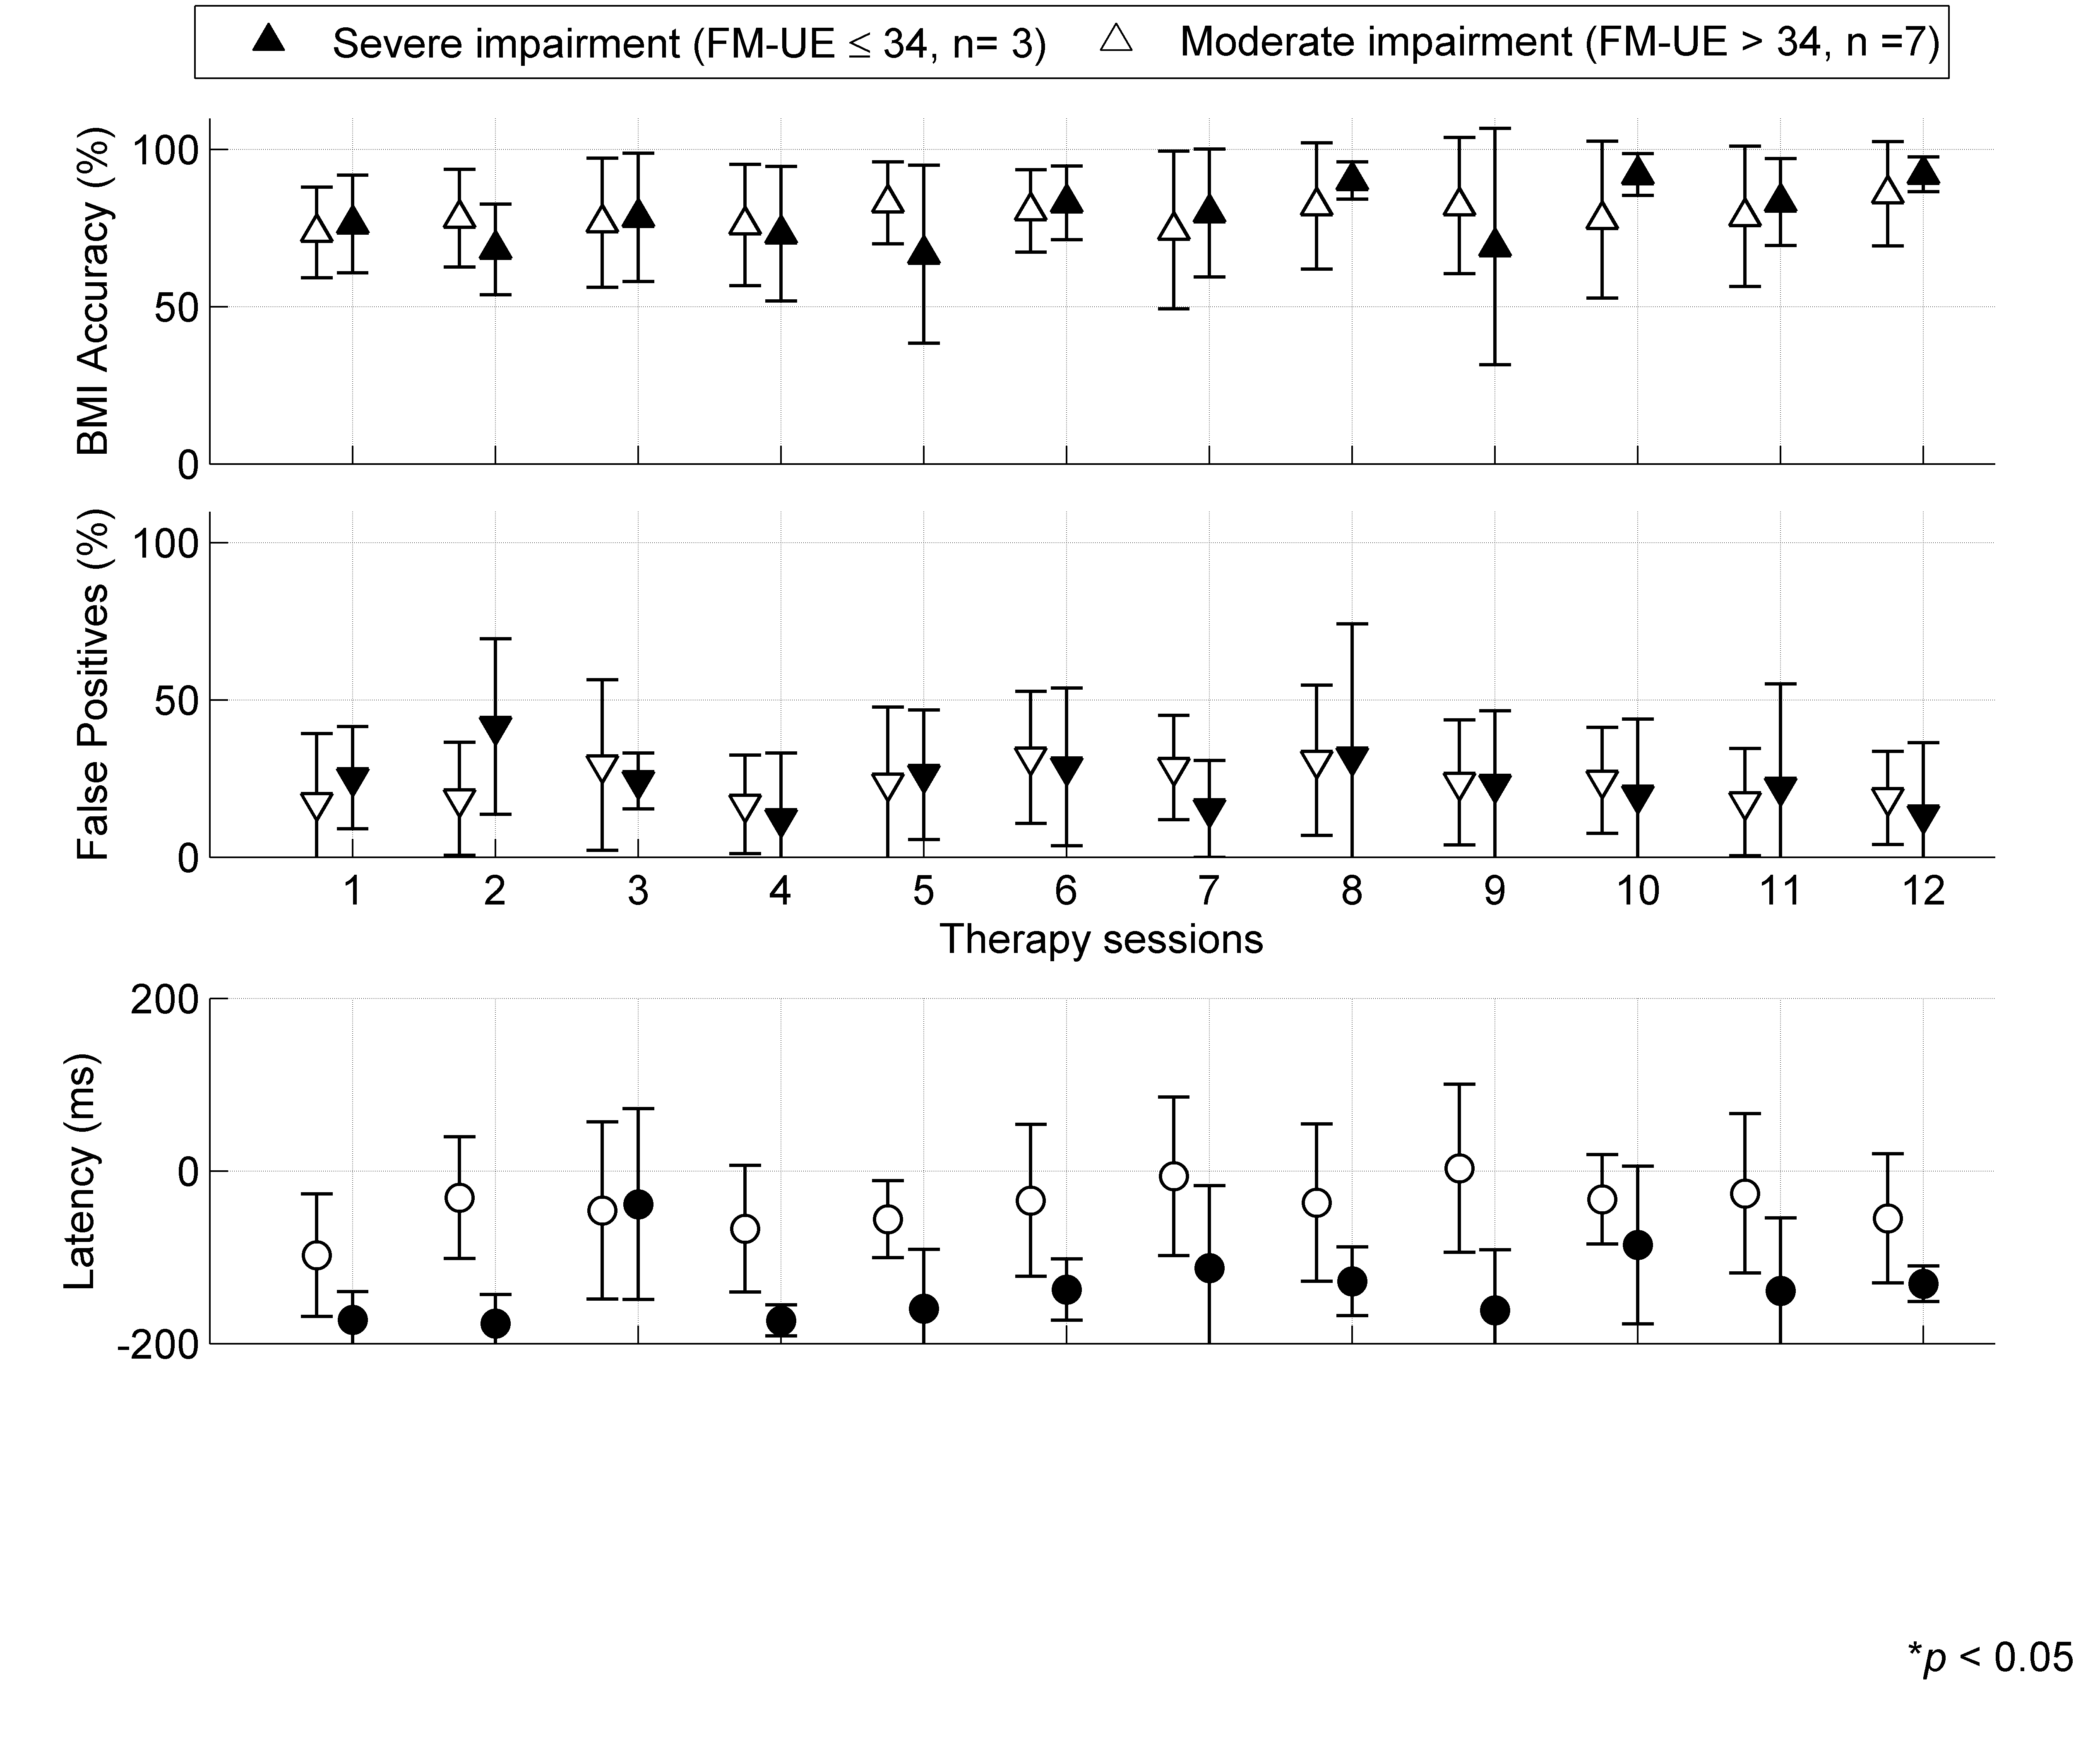 Severe impairment (FM-UE ≤ 34, n= 3) Moderate impairment (FM-UE > 34, n =7)
BMI Accuracy (%)
100
50
0
False Positives (%)
100
50
0
1 2 3 4 5 6 7 8 9 10 11 12
Therapy sessions
Latency (ms)
200
0
-200
*p < 0.05